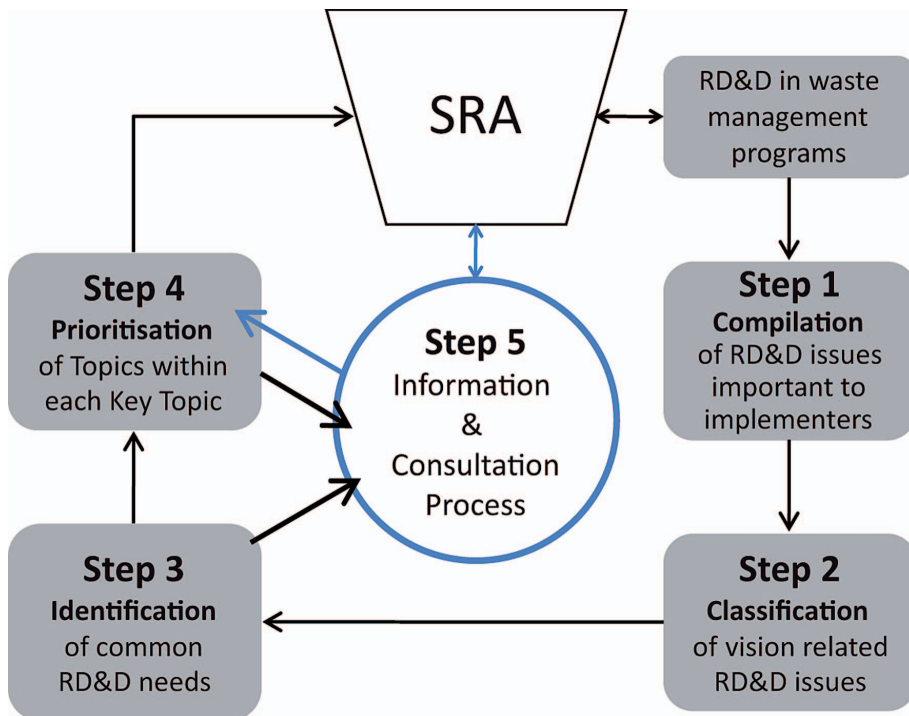 SRA
RD&D in waste
management
programs
Step 1
Compilation
of RD&D issues
important to
implementers
Step 2
Classification
of vision related
RD&D issues
Step 3
Identification
of common
RD&D needs
Step 4
Prioritisation
of Topics within
each Key Topic
Step 5
Information
&
Consultation
Process